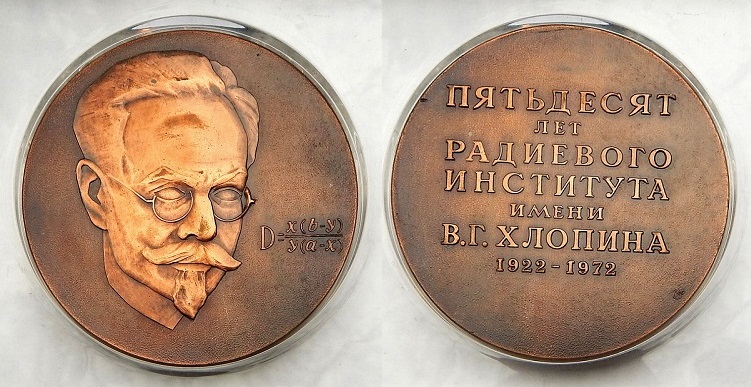 D=x(b-y)/y(a-x)
ПЯТЬДЕСЯТ
ЛЕТ
РАДИЕВОГО
ИНСТИТУТА
ИМЕНИ
В.Г. ХЛОПИНА
1922-1972